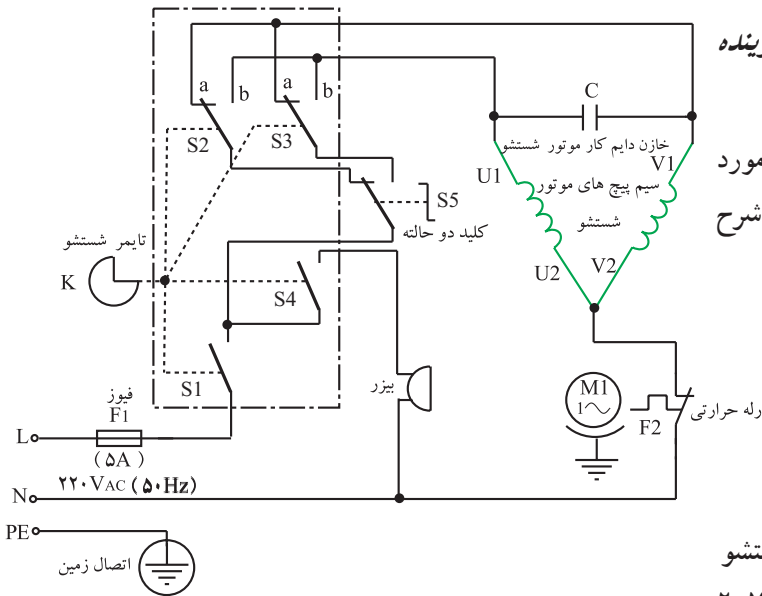 a
b
a
b
S2
S3
C
خازن دایم کار موتور شستشو
U1
V1
سیم پیچ های موتور
شستشو
U2
V2
S5
کلید دو حالته
تایمر شستشو
K
S4
S1
بیزر
M1
1~
F2
رله حرارتی
فیوز
F1
(۵A)
L
۲۲۰VAC (۵۰Hz)
N
PE
اتصال زمین
مورد
شرح